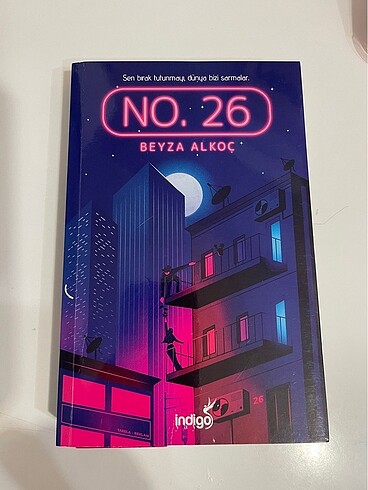 Sen bırak tutunmayı, dünya bizi sarmalar.
NO. 26
BEYZA ALKOÇ
26
indigo